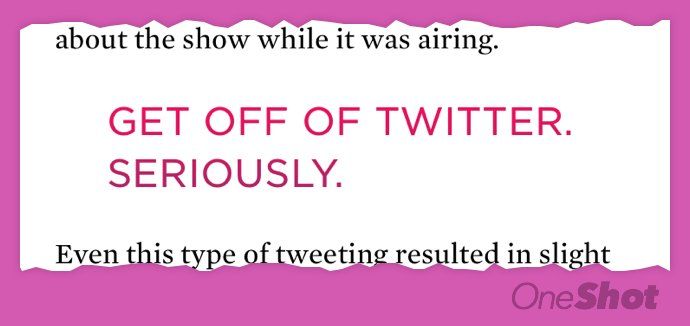 about the show while it was airing.
GET OFF OF TWITTER.
SERIOUSLY.
Even this type of tweeting resulted in slight
OneShot